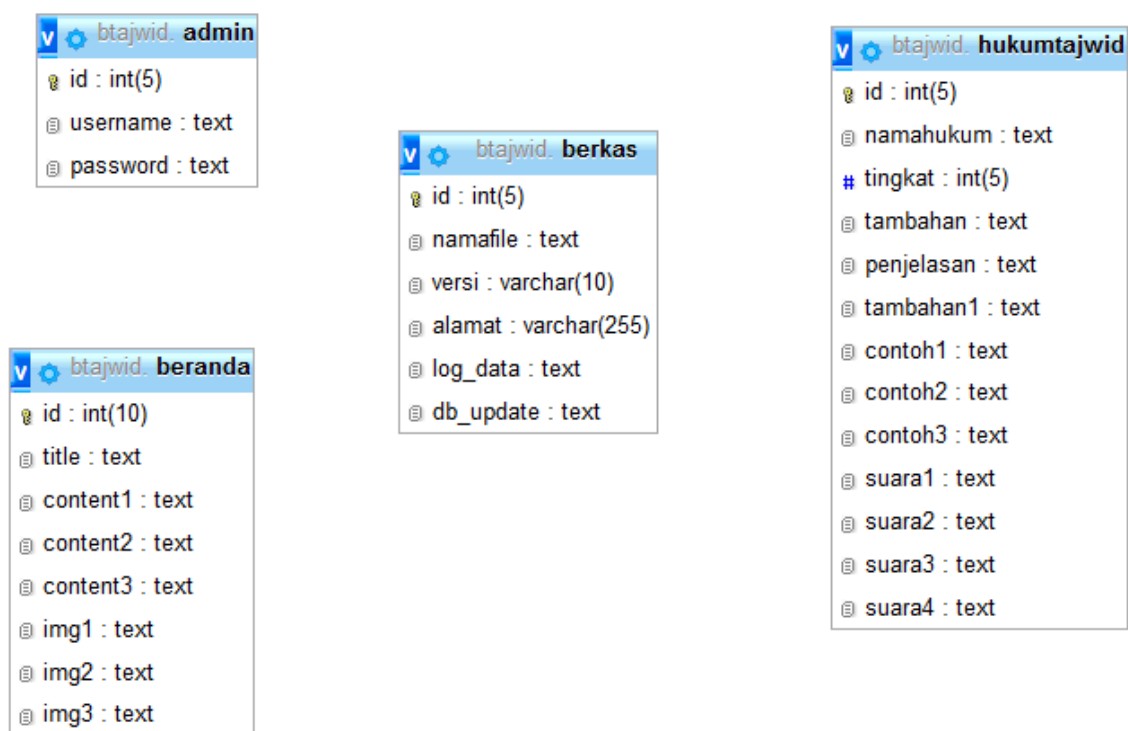 v btajwid. admin
id : int(5)
username : text
password : text
v btajwid. beranda
id : int(10)
title : text
content1 : text
content2 : text
content3 : text
img1 : text
img2 : text
img3 : text
v btajwid. berkas
id : int(5)
namafile : text
versi : varchar(10)
alamat : varchar(255)
log_data : text
db_update : text
v btajwid. hukumtajwid
id : int(5)
namahukum : text
# tingkat : int(5)
tambahan : text
penjelasan : text
tambahan1 : text
contoh1 : text
contoh2 : text
contoh3 : text
suara1 : text
suara2 : text
suara3 : text
suara4 : text